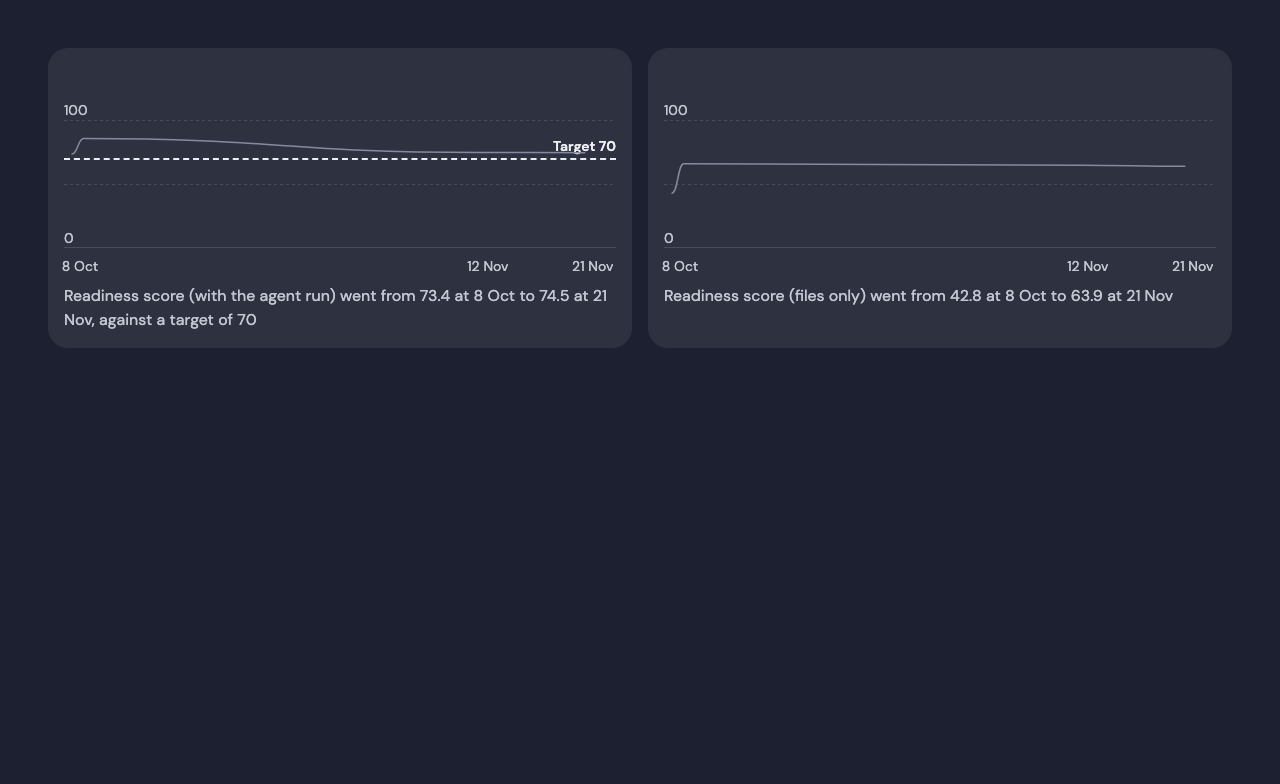 100
Target 70
0
8 Oct
12 Nov
21 Nov
Readiness score (with the agent run) went from 73.4 at 8 Oct to 74.5 at 21
Nov, against a target of 70
100
0
8 Oct
12 Nov
21 Nov
Readiness score (files only) went from 42.8 at 8 Oct to 63.9 at 21 Nov